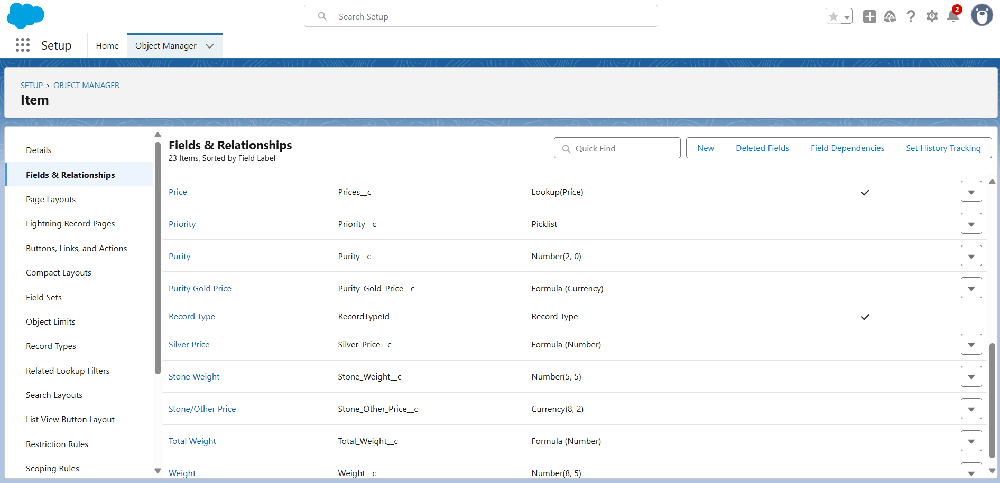 Search Setup
2
Setup
Home
Object Manager
SETUP > OBJECT MANAGER
Item
Details
Fields & Relationships
Page Layouts
Lightning Record Pages
Buttons, Links, and Actions
Compact Layouts
Field Sets
Object Limits
Record Types
Related Lookup Filters
Search Layouts
List View Button Layout
Restriction Rules
Scoping Rules
Fields & Relationships
23 Items, Sorted by Field Label
Quick Find
New
Deleted Fields
Field Dependencies
Set History Tracking
Price Prices__c Lookup(Price)
Priority Priority__c Picklist
Purity Purity__c Number(2, 0)
Purity Gold Price Purity_Gold_Price__c Formula (Currency)
Record Type RecordTypeId Record Type
Silver Price Silver_Price__c Formula (Number)
Stone Weight Stone_Weight__c Number(5, 5)
Stone/Other Price Stone_Other_Price__c Currency(8, 2)
Total Weight Total_Weight__c Formula (Number)
Weight Weight__c Number(8, 5)